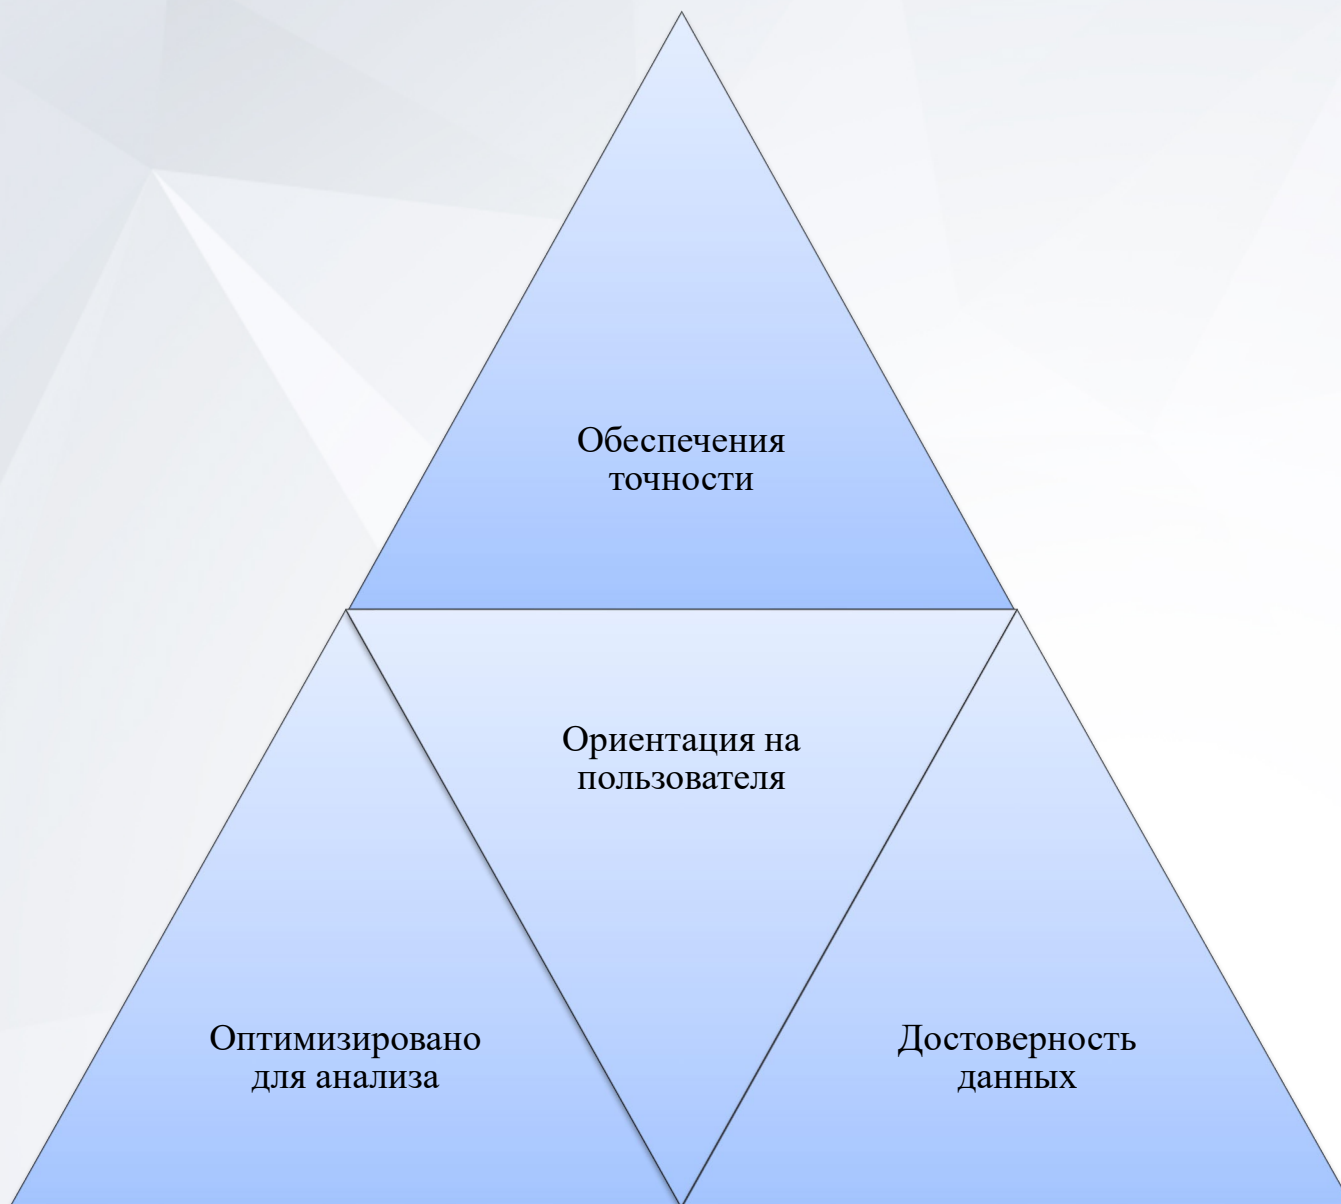 Обеспечения
точности
Ориентация на
пользователя
Оптимизировано
для анализа
Достоверность
данных